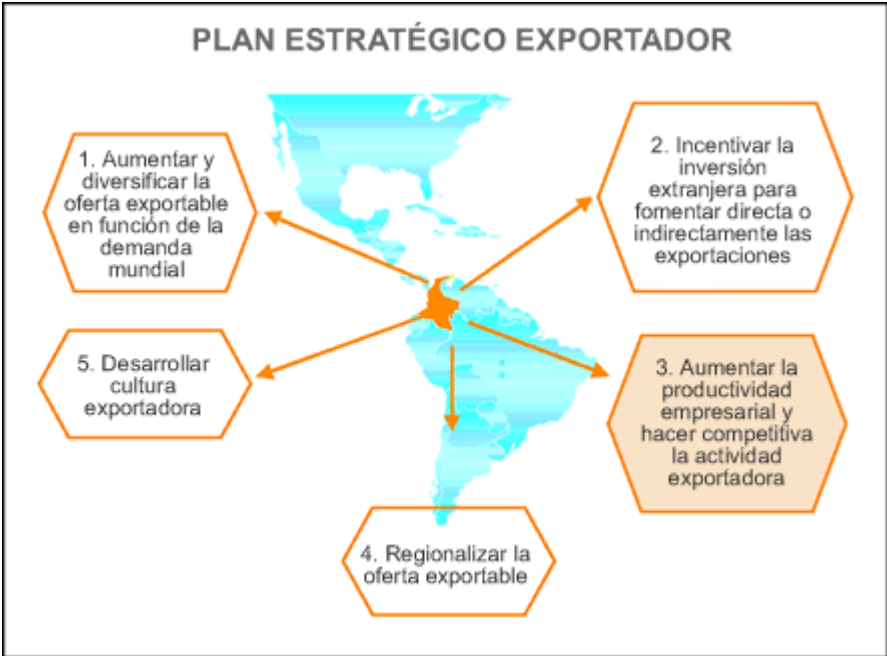 PLAN ESTRATÉGICO EXPORTADOR
1. Aumentar y
diversificar la
oferta exportable
en función de la
demanda
mundial
2. Incentivar la
inversión
extranjera para
fomentar directa o
indirectamente las
exportaciones
3. Aumentar la
productividad
empresarial y
hacer competitiva
la actividad
exportadora
4. Regionalizar la
oferta exportable
5. Desarrollar
cultura
exportadora